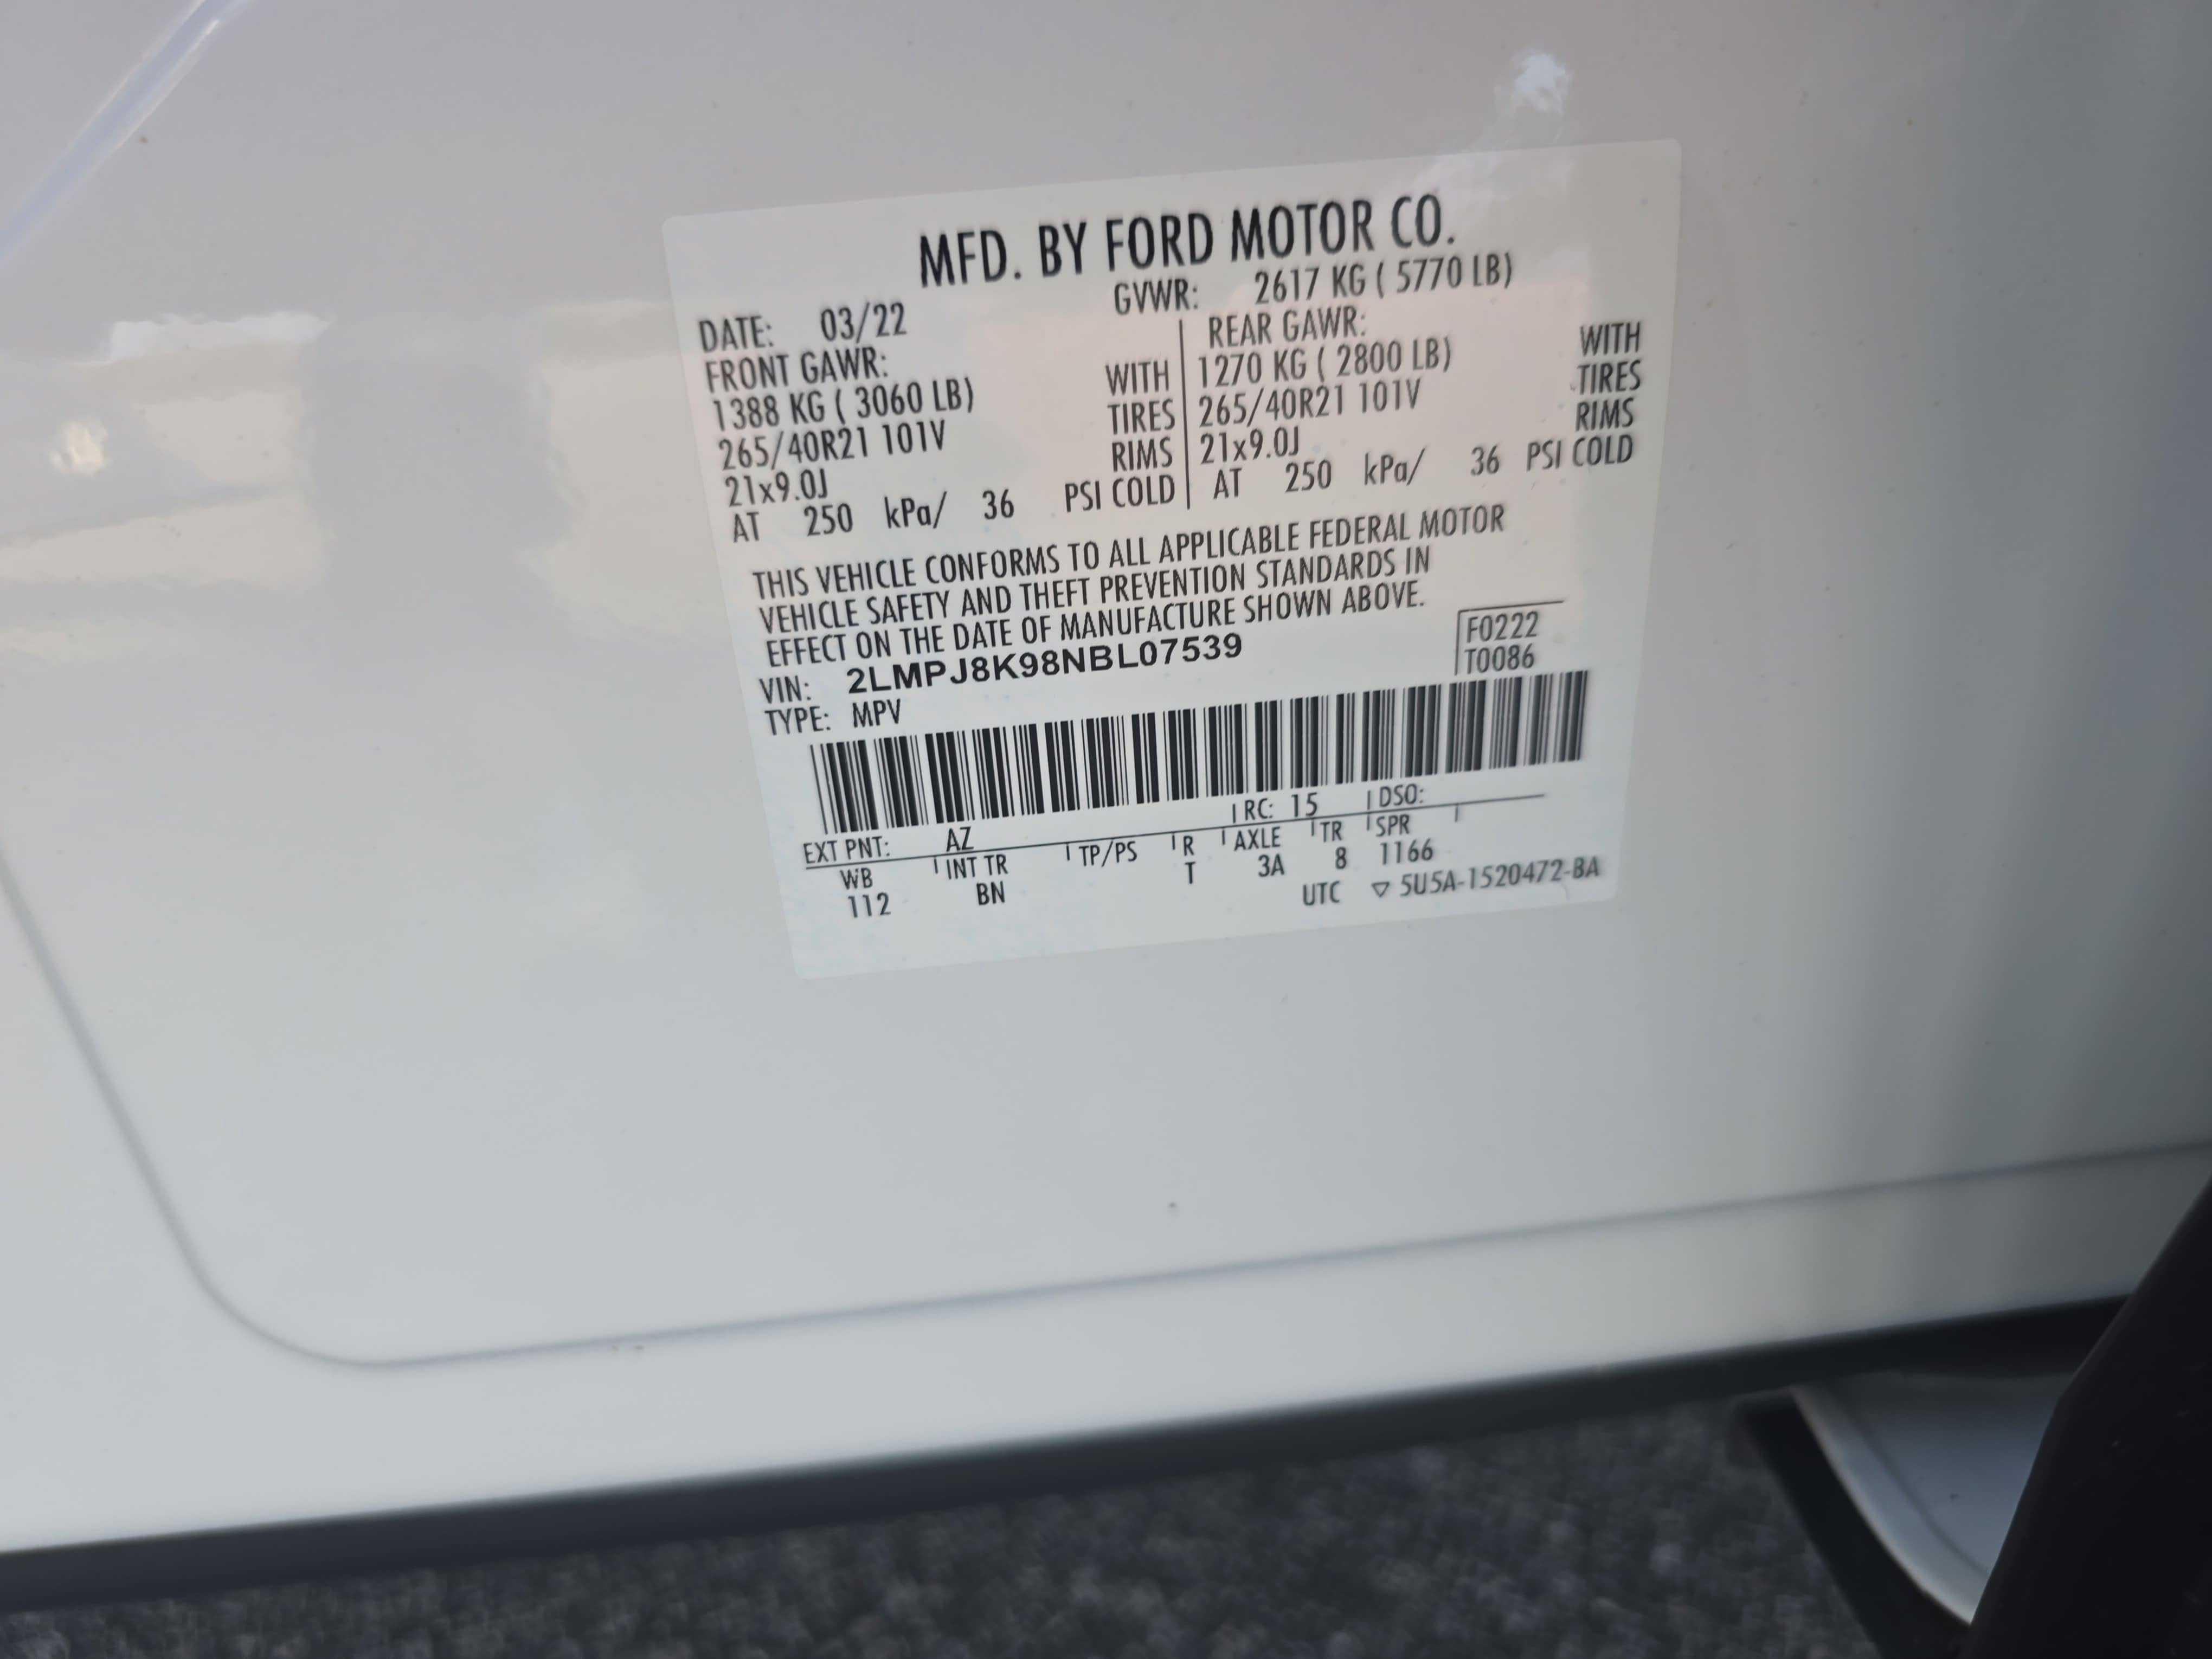 MFD. BY FORD MOTOR CO.
DATE: 03/22 GVWR: 2617 KG ( 5770 LB)
FRONT GAWR: REAR GAWR:
1388 KG ( 3060 LB) WITH 1270 KG ( 2800 LB) WITH
265/40R21 101V TIRES 265/40R21 101V TIRES
21x9.0J RIMS 21x9.0J RIMS
AT 250 kPa/ 36 PSI COLD AT 250 kPa/ 36 PSI COLD
THIS VEHICLE CONFORMS TO ALL APPLICABLE FEDERAL MOTOR
VEHICLE SAFETY AND THEFT PREVENTION STANDARDS IN
EFFECT ON THE DATE OF MANUFACTURE SHOWN ABOVE.
VIN: 2LMPJ8K98NBL07539 F0222
TYPE: MPV T0086
EXT PNT: AZ RC: 15 DSO:
WB INT TR TP/PS R AXLE TR SPR
112 BN T 3A 8 1166
UTC ▽ 5U5A-1520472-BA